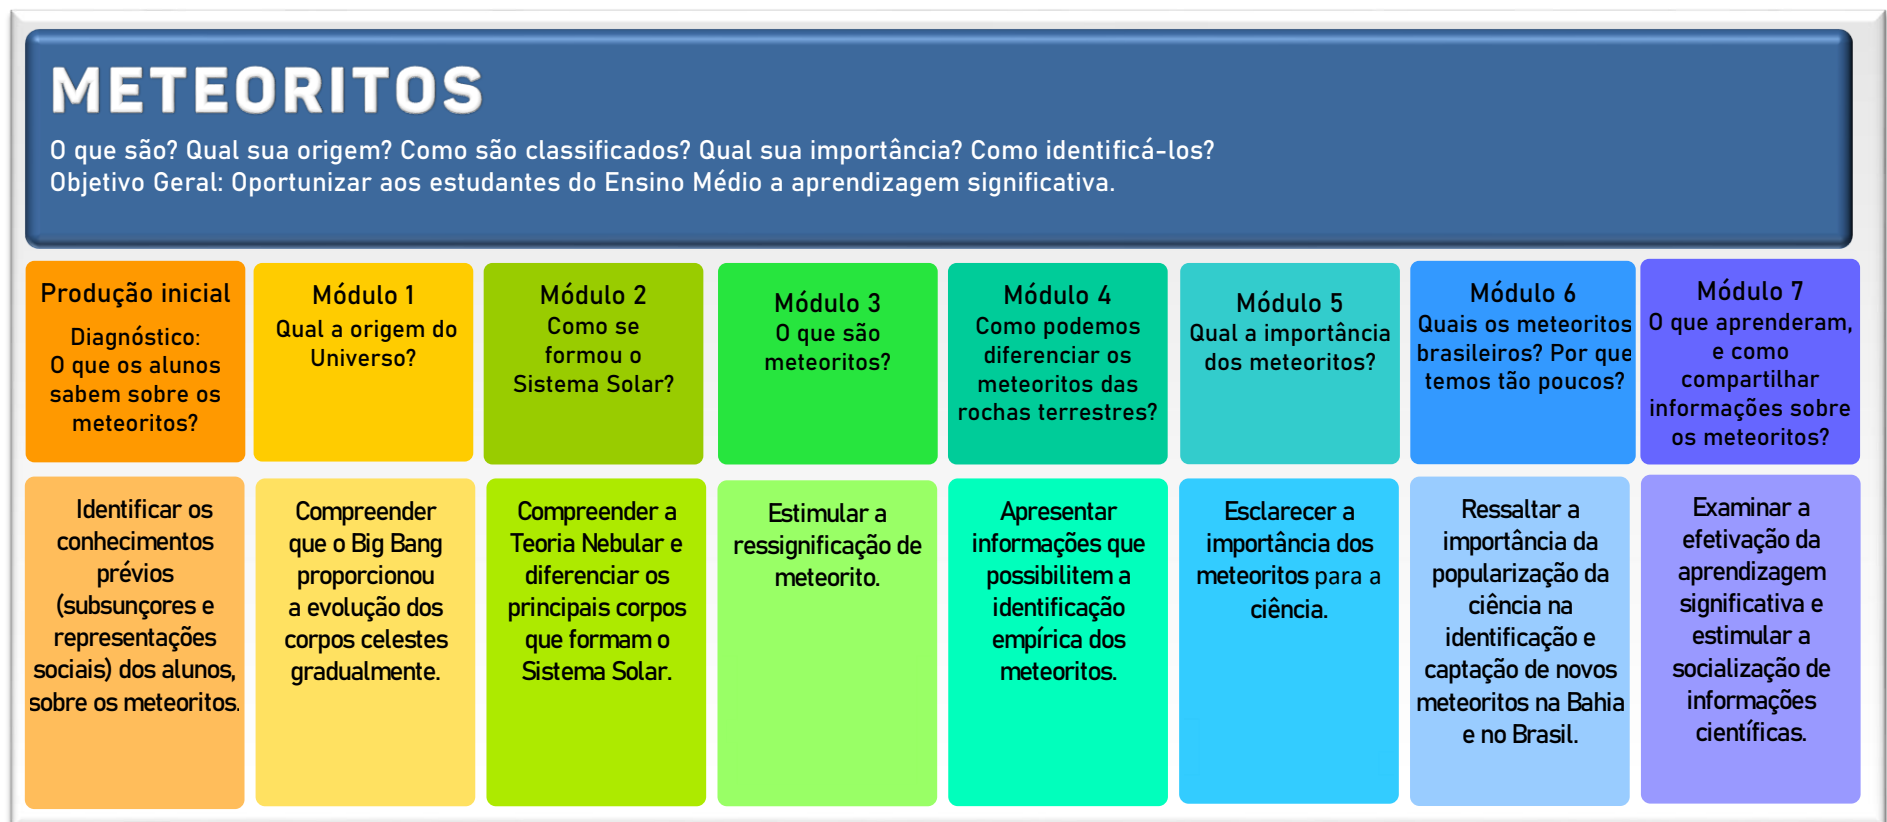 METEORITOS
O que são? Qual sua origem? Como são classificados? Qual sua importância? Como identificá-los?
Objetivo Geral: Oportunizar aos estudantes do Ensino Médio a aprendizagem significativa.
Produção inicial
Diagnóstico:
O que os alunos
sabem sobre os
meteoritos?
Módulo 1
Qual a origem do
Universo?
Módulo 2
Como se
formou o
Sistema Solar?
Módulo 3
O que são
meteoritos?
Módulo 4
Como podemos
diferenciar os
meteoritos das
rochas terrestres?
Módulo 5
Qual a importância
dos meteoritos?
Módulo 6
Quais os meteoritos
brasileiros? Por que
temos tão poucos?
Módulo 7
O que aprenderam,
e como
compartilhar
informações sobre
os meteoritos?
Identificar os
conhecimentos
prévios
(subsunçores e
representações
sociais) dos alunos,
sobre os meteoritos.
Compreender
que o Big Bang
proporcionou
a evolução dos
corpos celestes
gradualmente.
Compreender a
Teoria Nebular e
diferenciar os
principais corpos
que formam o
Sistema Solar.
Estimular a
ressignificação de
meteorito.
Apresentar
informações que
possibilitem a
identificação
empírica dos
meteoritos.
Esclarecer a
importância dos
meteoritos para a
ciência.
Ressaltar a
importância da
popularização da
ciência na
identificação e
captação de novos
meteoritos na Bahia
e no Brasil.
Examinar a
efetivação da
aprendizagem
significativa e
estimular a
socialização de
informações
científicas.